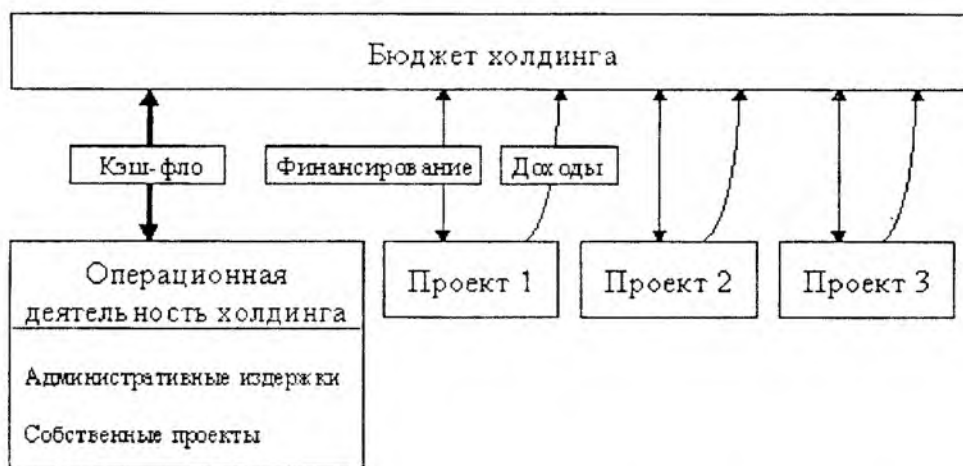 Бюджет холдинга
Кэш-фло
Финансирование
Доходы
Операционная
деятельность холдинга
Административные издержки
Собственные проекты
Проект 1
Проект 2
Проект 3